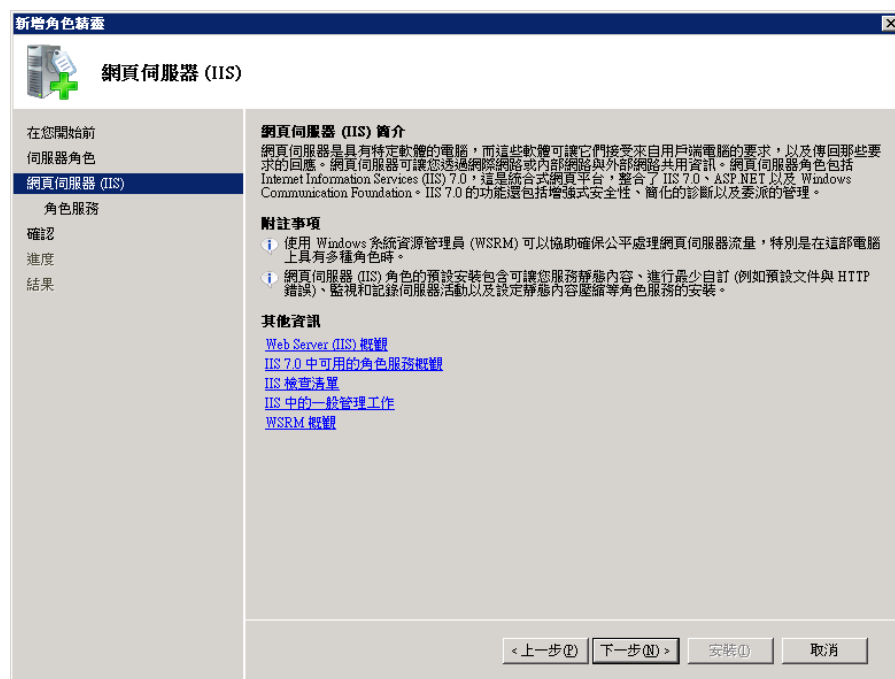 新增角色精靈
網頁伺服器 (IIS)
在您開始前
伺服器角色
網頁伺服器 (IIS)
角色服務
確認
進度
結果
網頁伺服器 (IIS) 簡介
網頁伺服器是具有特定軟體的電腦，而這些軟體可讓它們接受來自用戶端電腦的要求，以及傳回那些要
求的回應。網頁伺服器可讓您透過網際網路或內部網路與外部網路共用資訊。網頁伺服器角色包括
Internet Information Services (IIS) 7.0，這是統合式網頁平台，整合了 IIS 7.0、ASP.NET 以及 Windows
Communication Foundation。IIS 7.0 的功能還包括增強式安全性、簡化的診斷以及委派的管理。
附註事項
使用 Windows 系統資源管理員 (WSRM) 可以協助確保公平處理網頁伺服器流量，特別是在這部電腦
上具有多種角色時。
網頁伺服器 (IIS) 角色的預設安裝包含可讓您服務靜態內容、進行最少自訂 (例如預設文件與 HTTP
錯誤)、監視和記錄伺服器活動以及設定靜態內容壓縮等角色服務的安裝。
其他資訊
Web Server (IIS) 概觀
IIS 7.0 中可用的角色服務概觀
IIS 檢查清單
IIS 中的一般管理工作
WSRM 概觀
< 上一步(P) 下一步(N) > 安裝(I) 取消